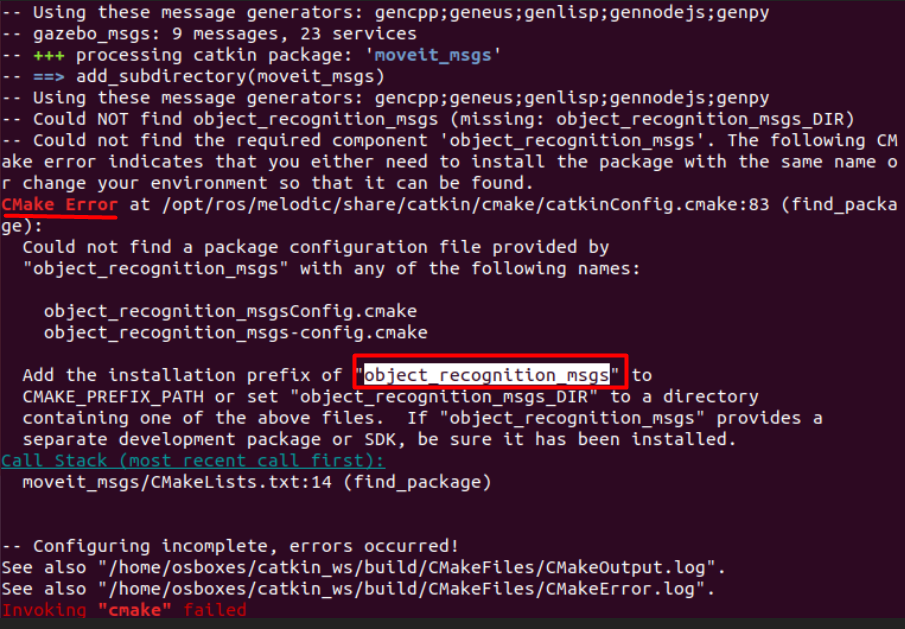 -- Using these message generators: gencpp;geneus;genlisp;gennodejs;genpy
-- gazebo_msgs: 9 messages, 23 services
-- +++ processing catkin package: 'moveit_msgs'
-- ==> add_subdirectory(moveit_msgs)
-- Using these message generators: gencpp;geneus;genlisp;gennodejs;genpy
-- Could NOT find object_recognition_msgs (missing: object_recognition_msgs_DIR)
-- Could not find the required component 'object_recognition_msgs'. The following CM
ake error indicates that you either need to install the package with the same name o
r change your environment so that it can be found.
CMake Error at /opt/ros/melodic/share/catkin/cmake/catkinConfig.cmake:83 (find_packa
ge):
  Could not find a package configuration file provided by
  "object_recognition_msgs" with any of the following names:

    object_recognition_msgsConfig.cmake
    object_recognition_msgs-config.cmake

  Add the installation prefix of "object_recognition_msgs" to
  CMAKE_PREFIX_PATH or set "object_recognition_msgs_DIR" to a directory
  containing one of the above files.  If "object_recognition_msgs" provides a
  separate development package or SDK, be sure it has been installed.
Call Stack (most recent call first):
  moveit_msgs/CMakeLists.txt:14 (find_package)

-- Configuring incomplete, errors occurred!
See also "/home/osboxes/catkin_ws/build/CMakeFiles/CMakeOutput.log".
See also "/home/osboxes/catkin_ws/build/CMakeFiles/CMakeError.log".
Invoking "cmake" failed